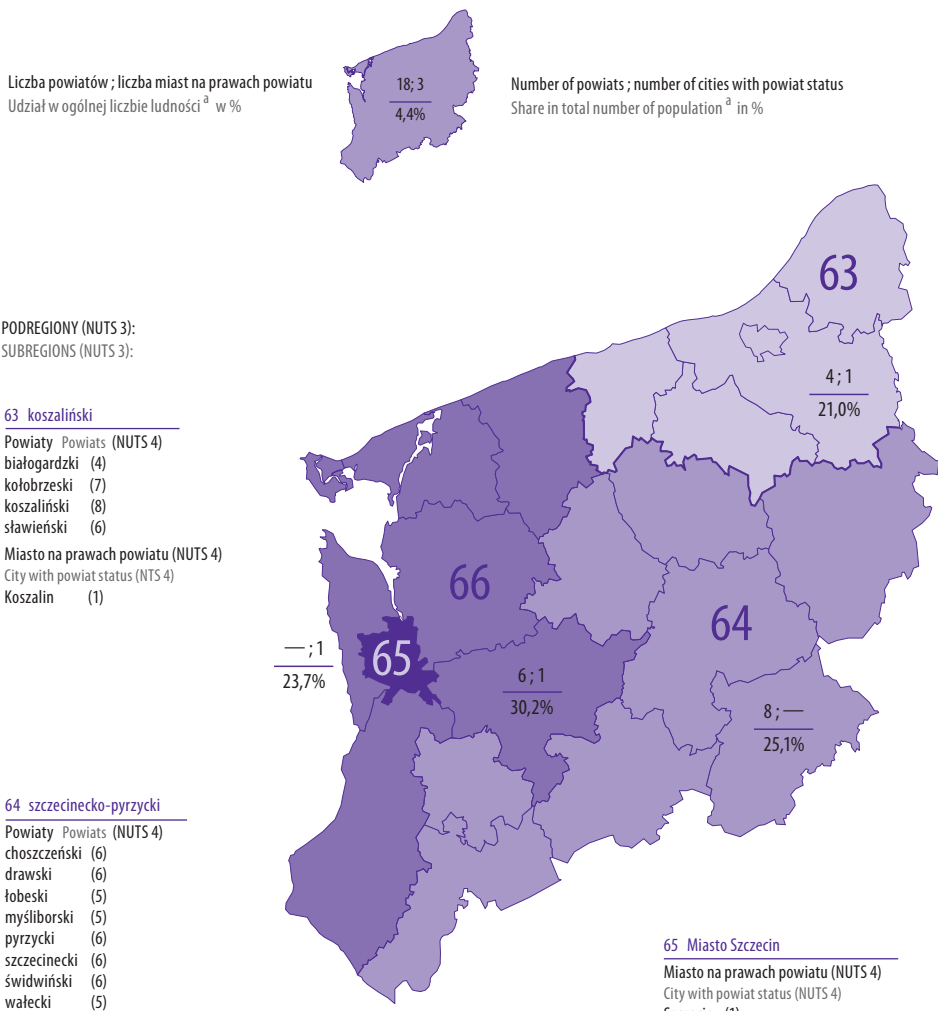 Liczba powiatów ; liczba miast na prawach powiatu
Udział w ogólnej liczbie ludności a w %
18; 3
4,4%
Number of powiats ; number of cities with powiat status
Share in total number of population a in %
PODREGIONY (NUTS 3):
SUBREGIONS (NUTS 3):
63 koszaliński
Powiaty Powiats (NUTS 4)
białogardzki (4)
kołobrzeski (7)
koszaliński (8)
sławieński (6)
Miasto na prawach powiatu (NUTS 4)
City with powiat status (NTS 4)
Koszalin (1)
63
4 ; 1
21,0%
66
64
65
— ; 1
23,7%
6 ; 1
30,2%
8 ; —
25,1%
64 szczecinecko-pyrzycki
Powiaty Powiats (NUTS 4)
choszczeński (6)
drawski (6)
łobeski (5)
myśliborski (5)
pyrzycki (6)
szczecinecki (6)
świdwiński (6)
wałecki (5)
65 Miasto Szczecin
Miasto na prawach powiatu (NUTS 4)
City with powiat status (NUTS 4)